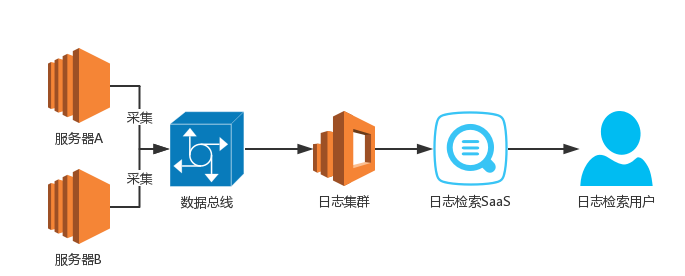 采集
服务器A
采集
服务器B
数据总线
日志集群
日志检索SaaS
日志检索用户